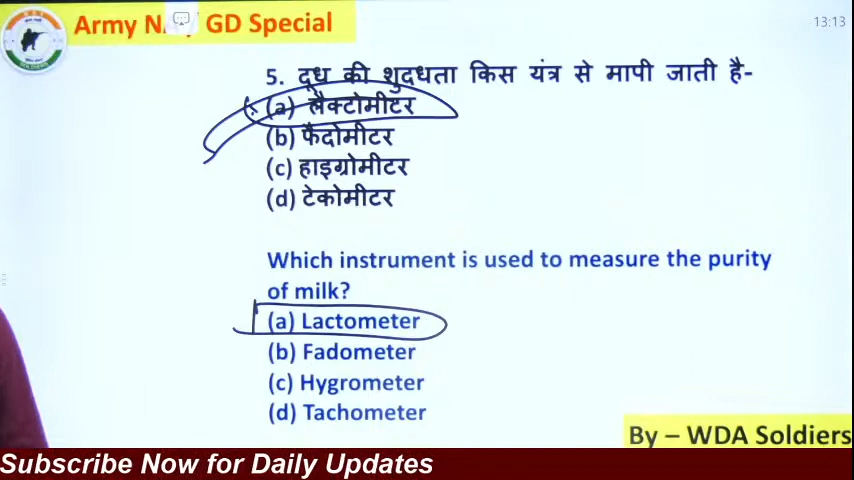 Army NA/ GD Special
13:13
5. दूध की शुदधता किस यंत्र से मापी जाती है-
(a) लैक्टोमीटर
(b) फैदोमीटर
(c) हाइग्रोमीटर
(d) टेकोमीटर
Which instrument is used to measure the purity
of milk?
(a) Lactometer
(b) Fadometer
(c) Hygrometer
(d) Tachometer
By – WDA Soldiers
Subscribe Now for Daily Updates